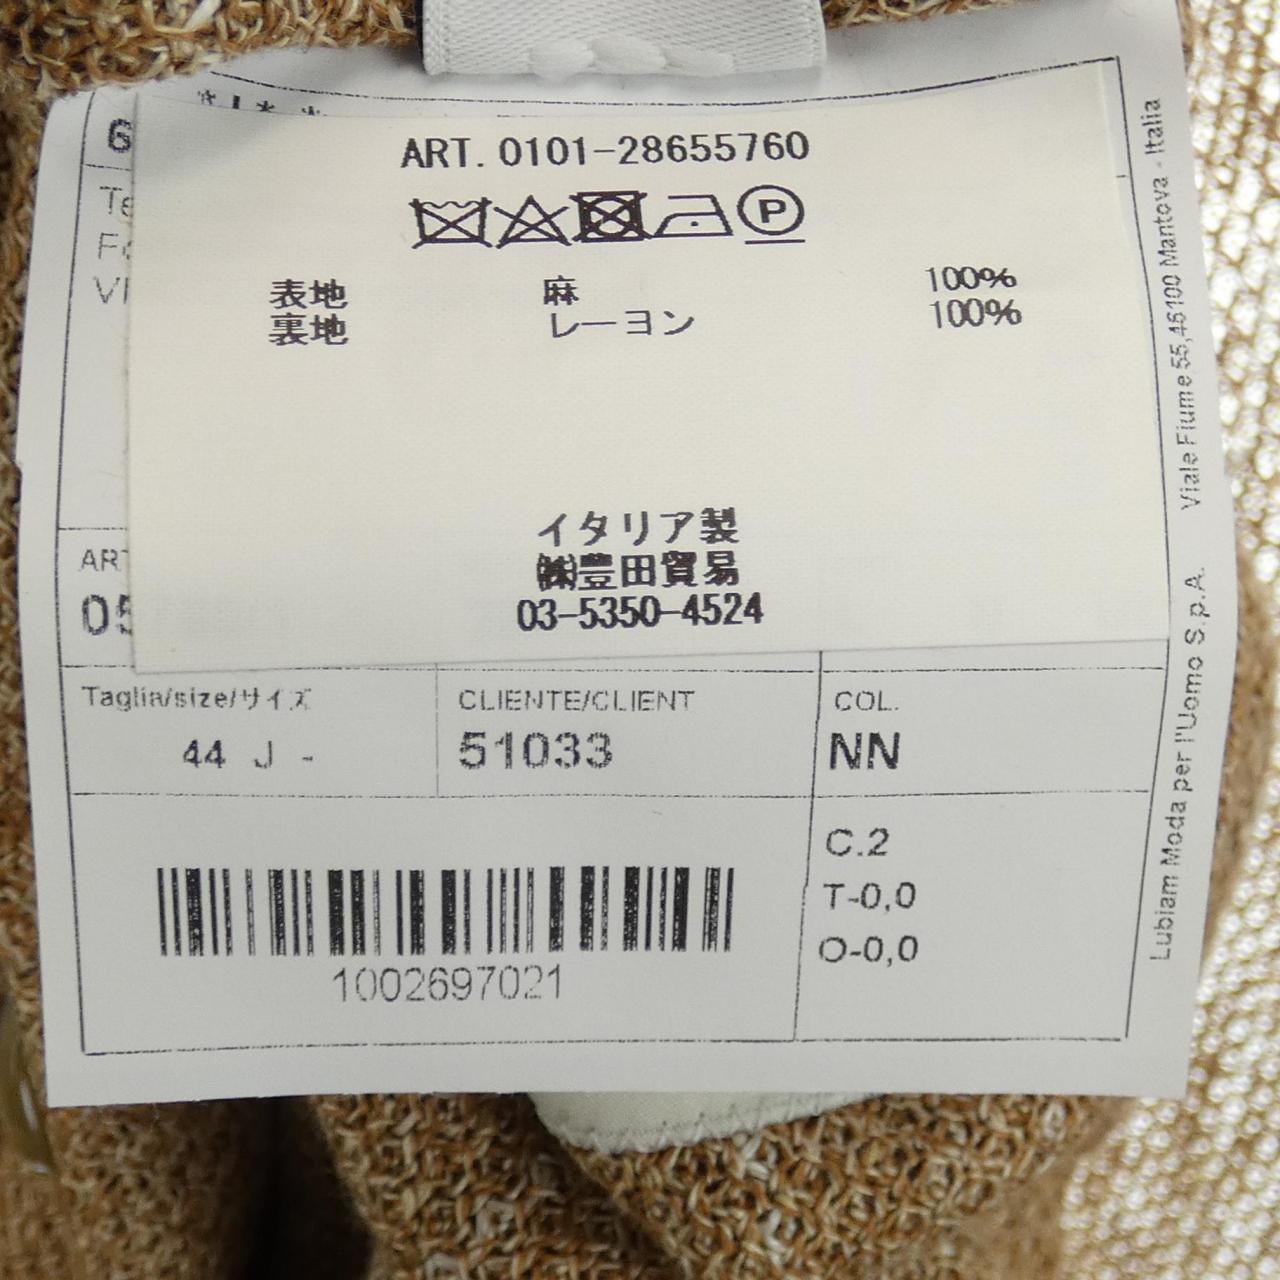 ART. 0101-28655760
表地 麻 100%
裏地 レーヨン 100%
イタリア製
㈱豊田貿易
03-5350-4524
Taglia/size/サイズ
44 J -
CLIENTE/CLIENT
51033
COL.
NN
C.2
T-0,0
O-0,0
1002697021
Lubiam Moda per l'Uomo S.p.A. Viale Fiume 55,46100 Mantova - Italia